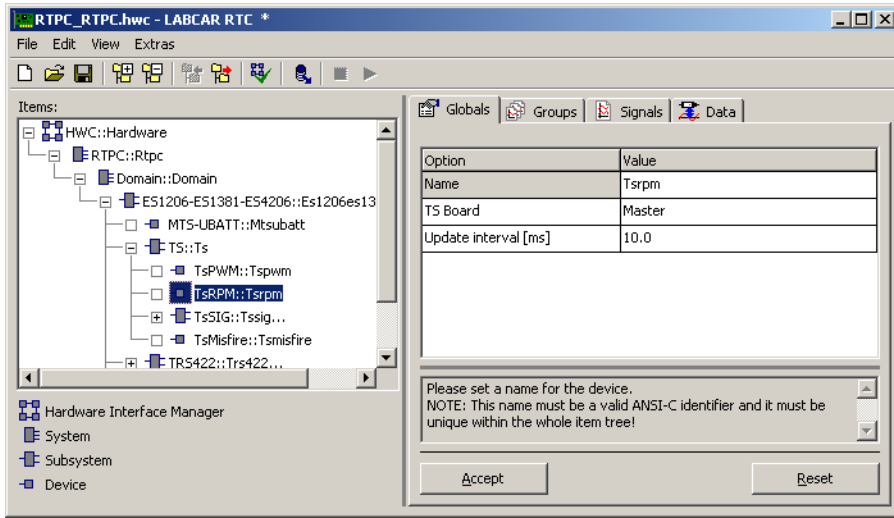 RTPC_RTPC.hwc - LABCAR RTC *
File Edit View Extras
Items:
HWC::Hardware
RTPC::Rtpc
Domain::Domain
ES1206-ES1381-ES4206::Es1206es13
MTS-UBATT::Mtsubatt
TS::Ts
TsPWM::Tspwm
TsRPM::Tsrpm
TsSIG::Tssig...
TsMisfire::Tsmisfire
TRS422::Trs422...
Hardware Interface Manager
System
Subsystem
Device
Globals Groups Signals Data
Option Value
Name Tsrpm
TS Board Master
Update interval [ms] 10.0
Please set a name for the device.
NOTE: This name must be a valid ANSI-C identifier and it must be
unique within the whole item tree!
Accept Reset